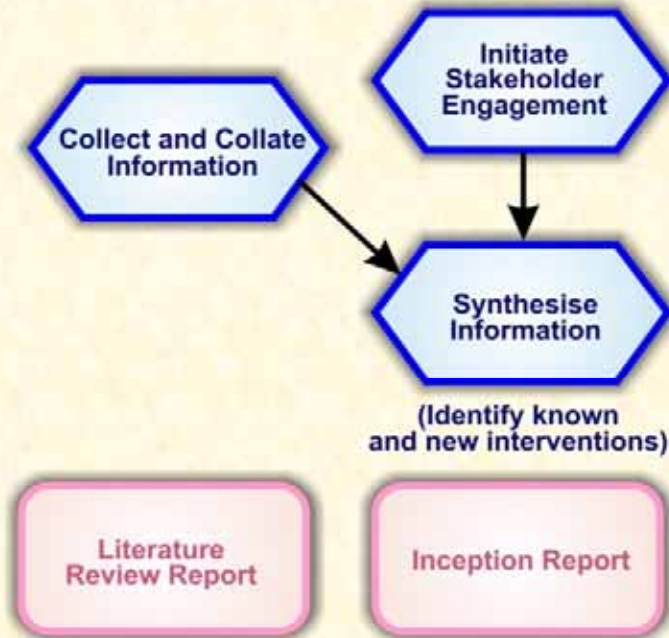 Initiate
Stakeholder
Engagement
Collect and Collate
Information
Synthesise
Information
(Identify known
and new interventions)
Literature
Review Report
Inception Report